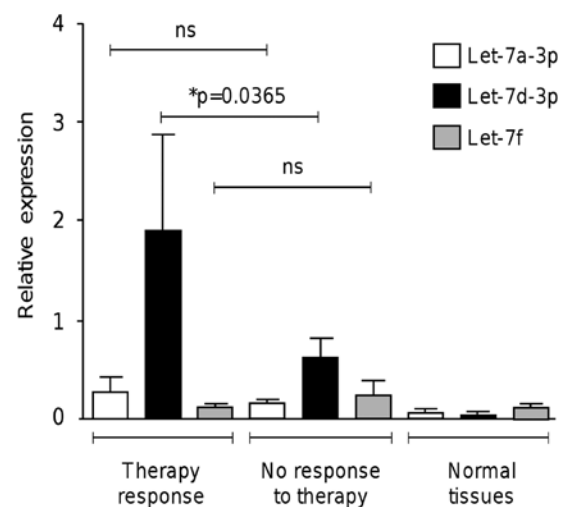 4
3
2
1
0
Relative expression
ns
*p=0.0365
ns
Let-7a-3p
Let-7d-3p
Let-7f
Therapy
response
No response
to therapy
Normal
tissues